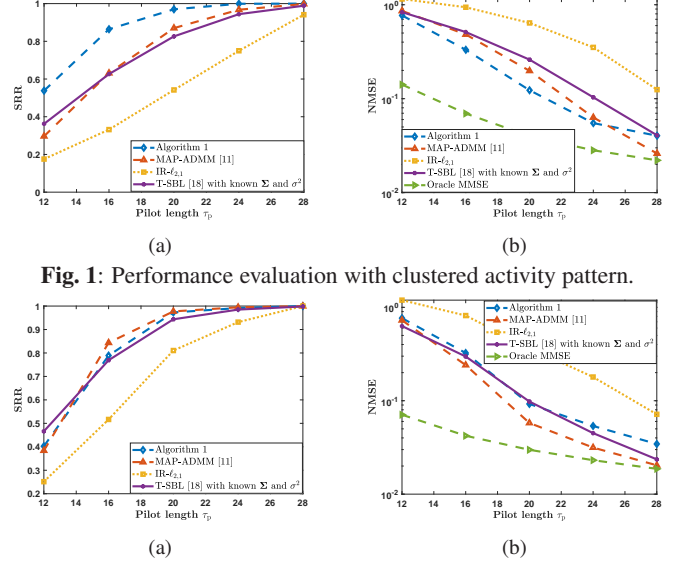 1
0.8
0.6
0.4
0.2
0
SRR
Algorithm 1
MAP-ADMM [11]
IR-ℓ2,1
T-SBL [18] with known Σ and σ²
12 14 16 18 20 22 24 26 28
Pilot length τp
(a)
10⁰
10⁻¹
10⁻²
NMSE
Algorithm 1
MAP-ADMM [11]
IR-ℓ2,1
T-SBL [18] with known Σ and σ²
Oracle MMSE
12 14 16 18 20 22 24 26 28
Pilot length τp
(b)
Fig. 1: Performance evaluation with clustered activity pattern.
1
0.9
0.8
0.7
0.6
0.5
0.4
0.3
0.2
SRR
Algorithm 1
MAP-ADMM [11]
IR-ℓ2,1
T-SBL [18] with known Σ and σ²
12 14 16 18 20 22 24 26 28
Pilot length τp
(a)
10⁰
10⁻¹
10⁻²
NMSE
Algorithm 1
MAP-ADMM [11]
IR-ℓ2,1
T-SBL [18] with known Σ and σ²
Oracle MMSE
12 14 16 18 20 22 24 26 28
Pilot length τp
(b)